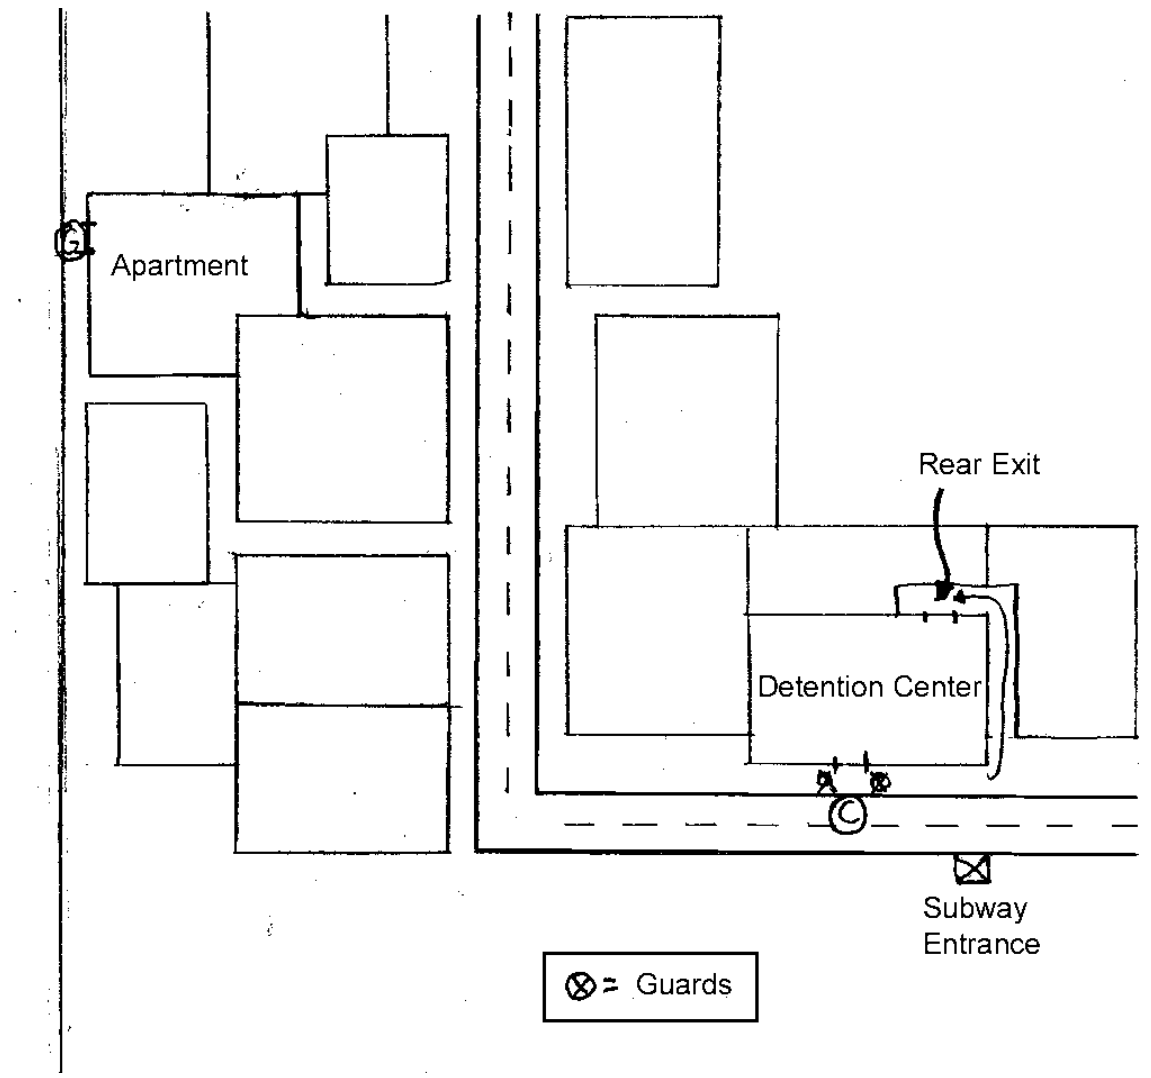 G
Apartment
Rear Exit
Detention Center
C
Subway
Entrance
= Guards